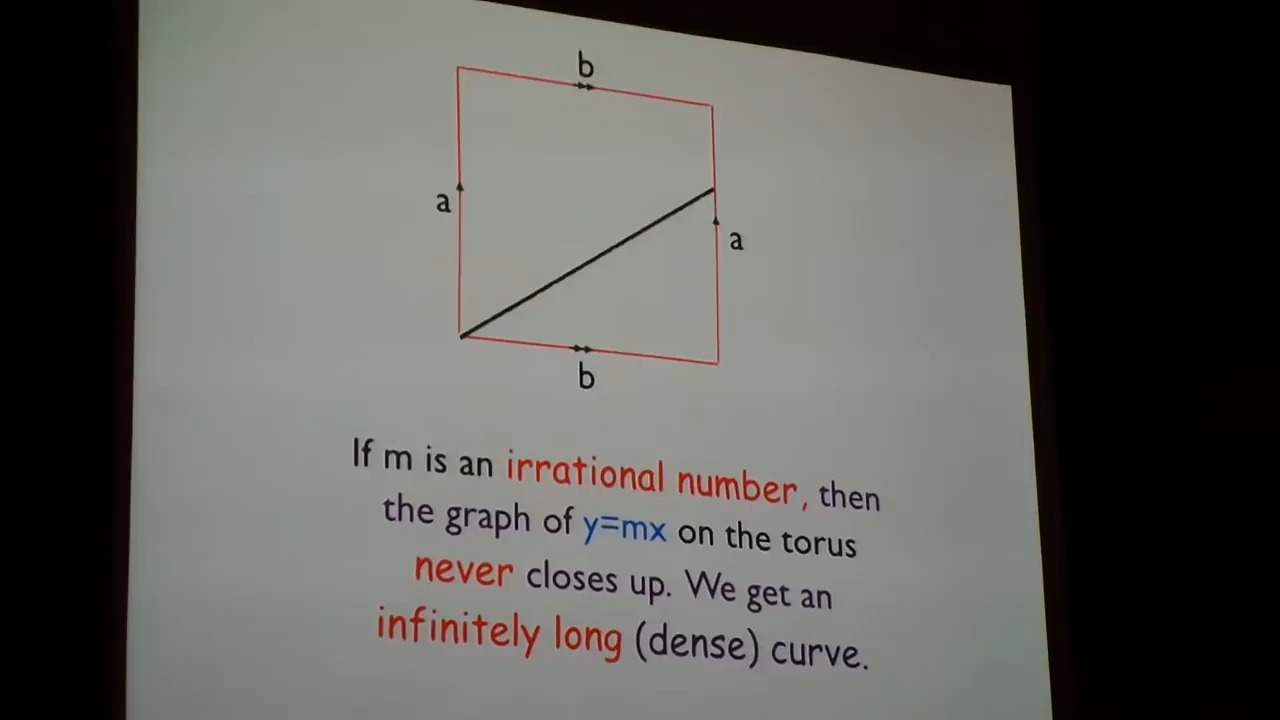 b
a
a
b
If m is an irrational number, then
the graph of y=mx on the torus
never closes up. We get an
infinitely long (dense) curve.